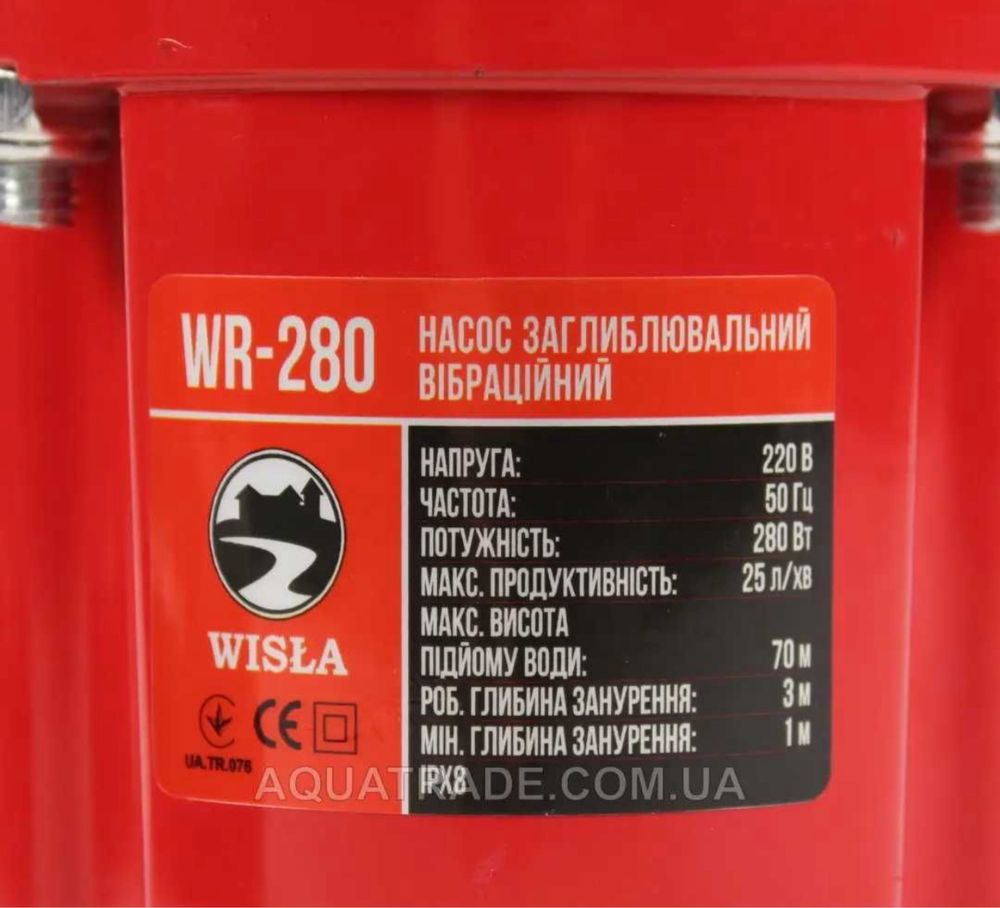 WR-280
НАСОС ЗАГЛИБЛЮВАЛЬНИЙ
ВІБРАЦІЙНИЙ
WISŁA
UA.TR.076
CE
НАПРУГА: 220 В
ЧАСТОТА: 50 Гц
ПОТУЖНІСТЬ: 280 Вт
МАКС. ПРОДУКТИВНІСТЬ: 25 л/хв
МАКС. ВИСОТА
ПІДЙОМУ ВОДИ: 70 м
РОБ. ГЛИБИНА ЗАНУРЕННЯ: 3 м
МІН. ГЛИБИНА ЗАНУРЕННЯ: 1 м
IPX8
AQUATRADE.COM.UA